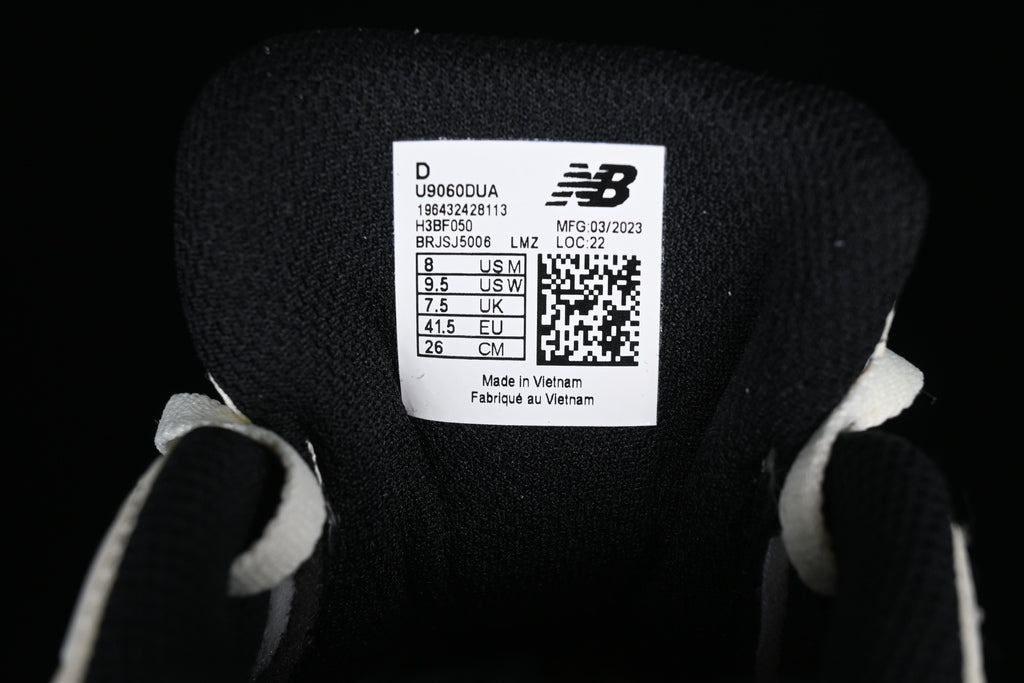 D
U9060DUA
NB
196432428113
H3BF050 MFG:03/2023
BRJSJ5006 LMZ LOC:22
8 US M
9.5 US W
7.5 UK
41.5 EU
26 CM
Made in Vietnam
Fabriqué au Vietnam